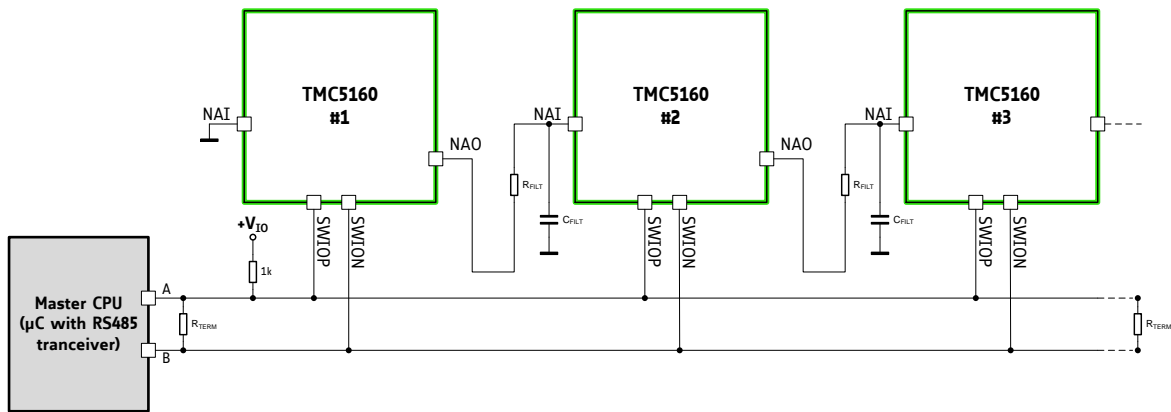 TMC5160
#1
TMC5160
#2
TMC5160
#3
NAI
NAI
NAI
NAO
NAO
RFILT
CFILT
RFILT
CFILT
SWIOP
SWION
SWIOP
SWION
SWIOP
SWION
+VIO
1k
Master CPU
(µC with RS485
tranceiver)
A
B
RTERM
RTERM